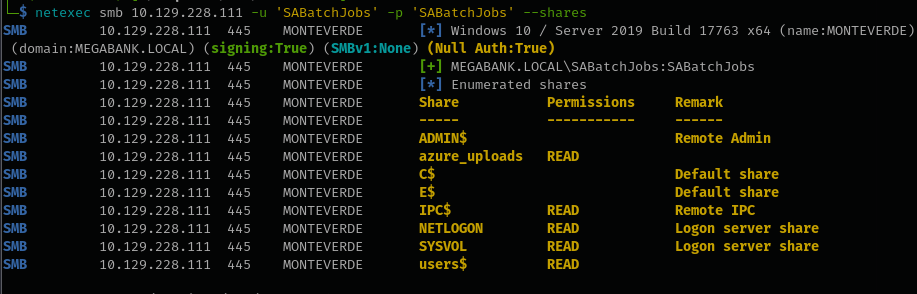 └─$ netexec smb 10.129.228.111 -u 'SABatchJobs' -p 'SABatchJobs' --shares
SMB 10.129.228.111 445 MONTEVERDE [*] Windows 10 / Server 2019 Build 17763 x64 (name:MONTEVERDE)
(domain:MEGABANK.LOCAL) (signing:True) (SMBv1:None) (Null Auth:True)
SMB 10.129.228.111 445 MONTEVERDE [+] MEGABANK.LOCAL\SABatchJobs:SABatchJobs
SMB 10.129.228.111 445 MONTEVERDE [*] Enumerated shares
SMB 10.129.228.111 445 MONTEVERDE Share Permissions Remark
SMB 10.129.228.111 445 MONTEVERDE ----- ----------- ------
SMB 10.129.228.111 445 MONTEVERDE ADMIN$ Remote Admin
SMB 10.129.228.111 445 MONTEVERDE azure_uploads READ
SMB 10.129.228.111 445 MONTEVERDE C$ Default share
SMB 10.129.228.111 445 MONTEVERDE E$ Default share
SMB 10.129.228.111 445 MONTEVERDE IPC$ READ Remote IPC
SMB 10.129.228.111 445 MONTEVERDE NETLOGON READ Logon server share
SMB 10.129.228.111 445 MONTEVERDE SYSVOL READ Logon server share
SMB 10.129.228.111 445 MONTEVERDE users$ READ